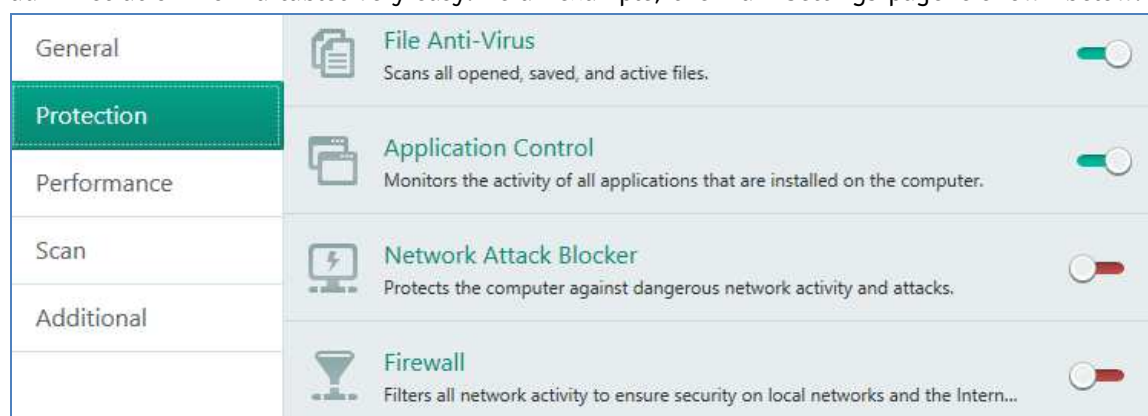 General
Protection
Performance
Scan
Additional
File Anti-Virus
Scans all opened, saved, and active files.
Application Control
Monitors the activity of all applications that are installed on the computer.
Network Attack Blocker
Protects the computer against dangerous network activity and attacks.
Firewall
Filters all network activity to ensure security on local networks and the Intern...